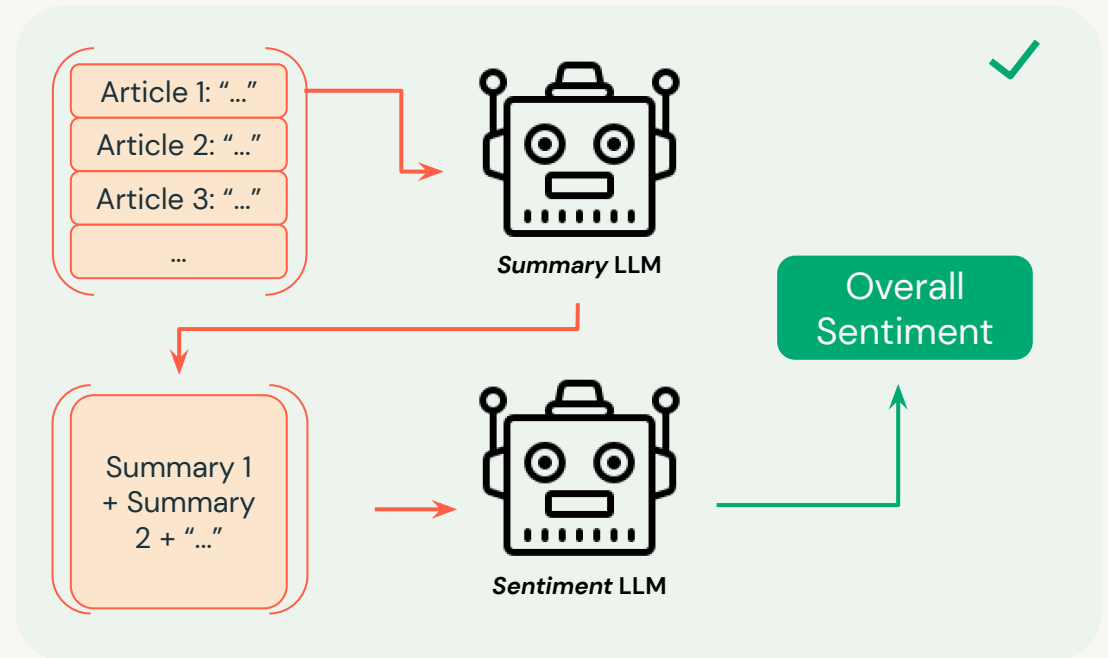 Article 1: “...”
Article 2: “...”
Article 3: “...”
...
Summary LLM
Overall
Sentiment
Summary 1
+ Summary
2 + “...”
Sentiment LLM